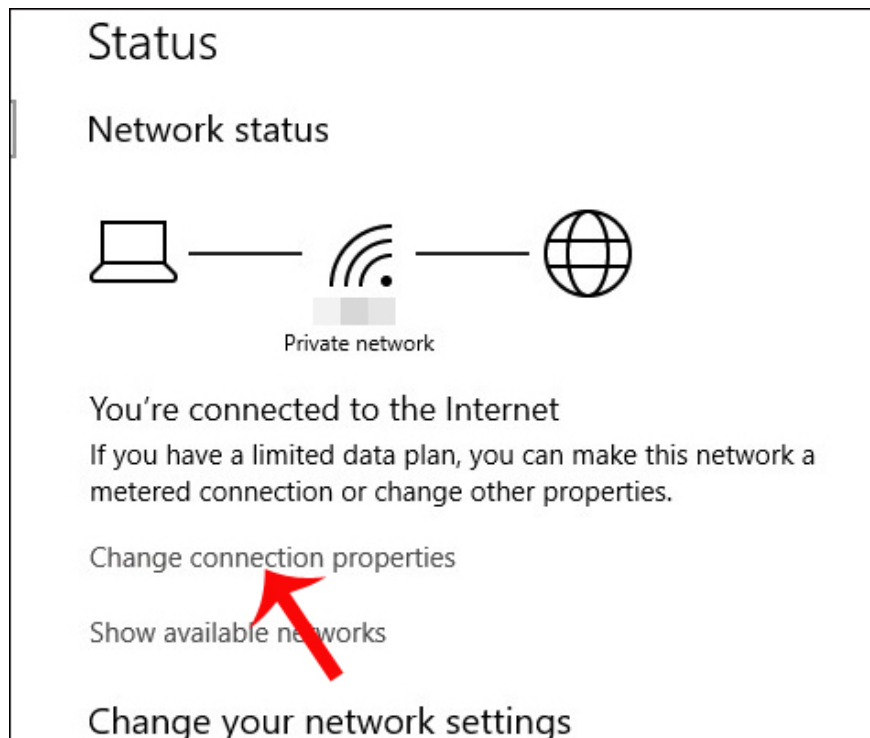 Status
Network status
Private network
You’re connected to the Internet
If you have a limited data plan, you can make this network a
metered connection or change other properties.
Change connection properties
Show available networks
Change your network settings